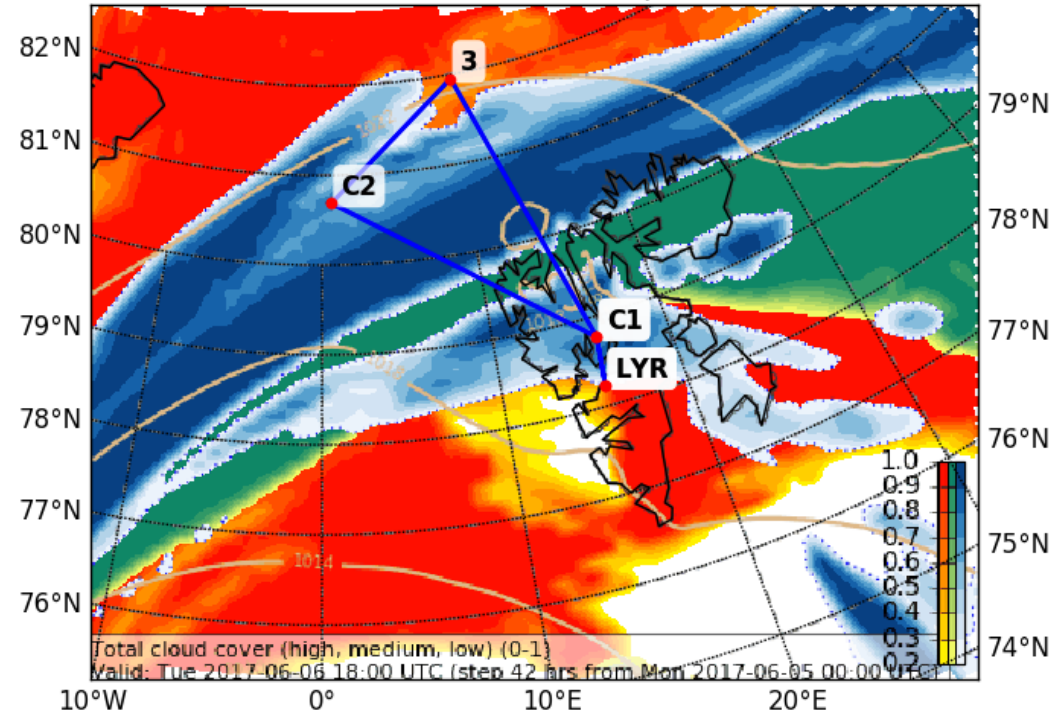 82°N
81°N
80°N
79°N
78°N
77°N
76°N
79°N
78°N
77°N
76°N
75°N
74°N
3
C2
C1
LYR
1014
1.0
0.9
0.8
0.7
0.6
0.5
0.4
0.3
0.2
Total cloud cover (high, medium, low) (0-1)
Valid: Tue 2017-06-06 18:00 UTC (step 42 hrs from Mon 2017-06-05 00:00 UTC)
10°W
0°
10°E
20°E